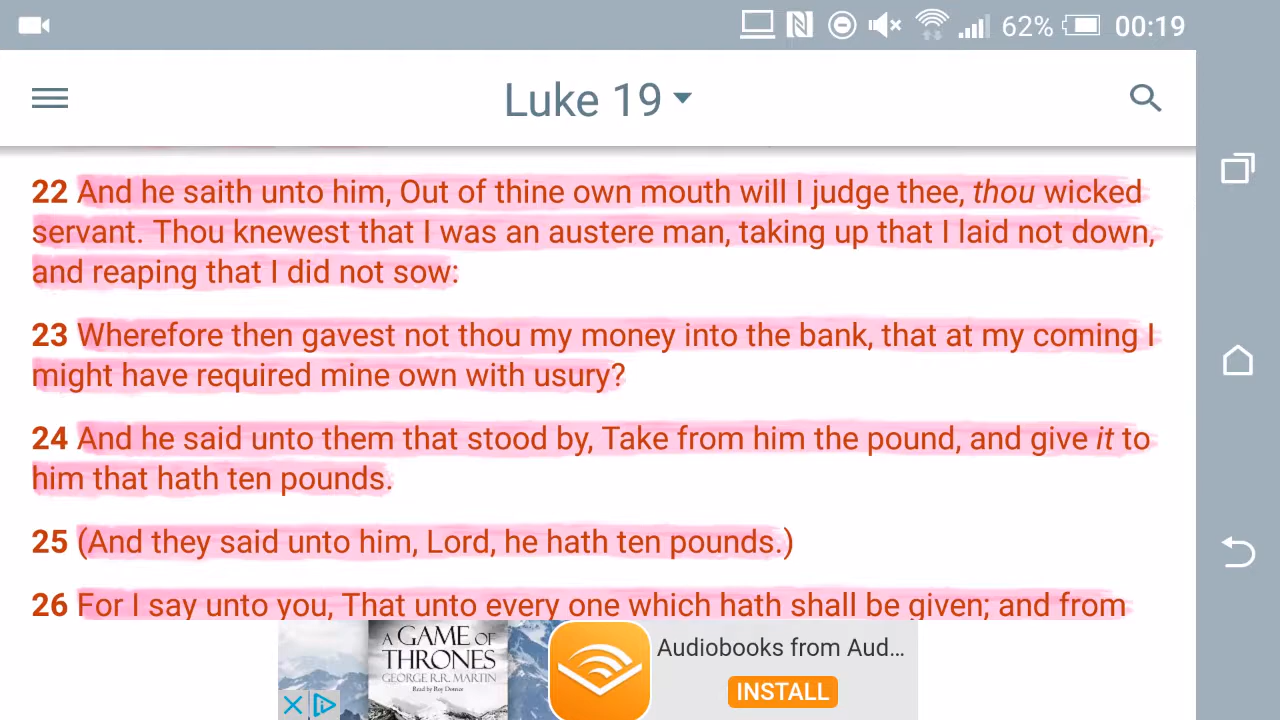 62% 00:19
Luke 19
22 And he saith unto him, Out of thine own mouth will I judge thee, thou wicked
servant. Thou knewest that I was an austere man, taking up that I laid not down,
and reaping that I did not sow:
23 Wherefore then gavest not thou my money into the bank, that at my coming I
might have required mine own with usury?
24 And he said unto them that stood by, Take from him the pound, and give it to
him that hath ten pounds.
25 (And they said unto him, Lord, he hath ten pounds.)
26 For I say unto you, That unto every one which hath shall be given; and from
A GAME OF
THRONES
GEORGE R.R. MARTIN
Read by Roy Dotrice
Audiobooks from Aud...
INSTALL